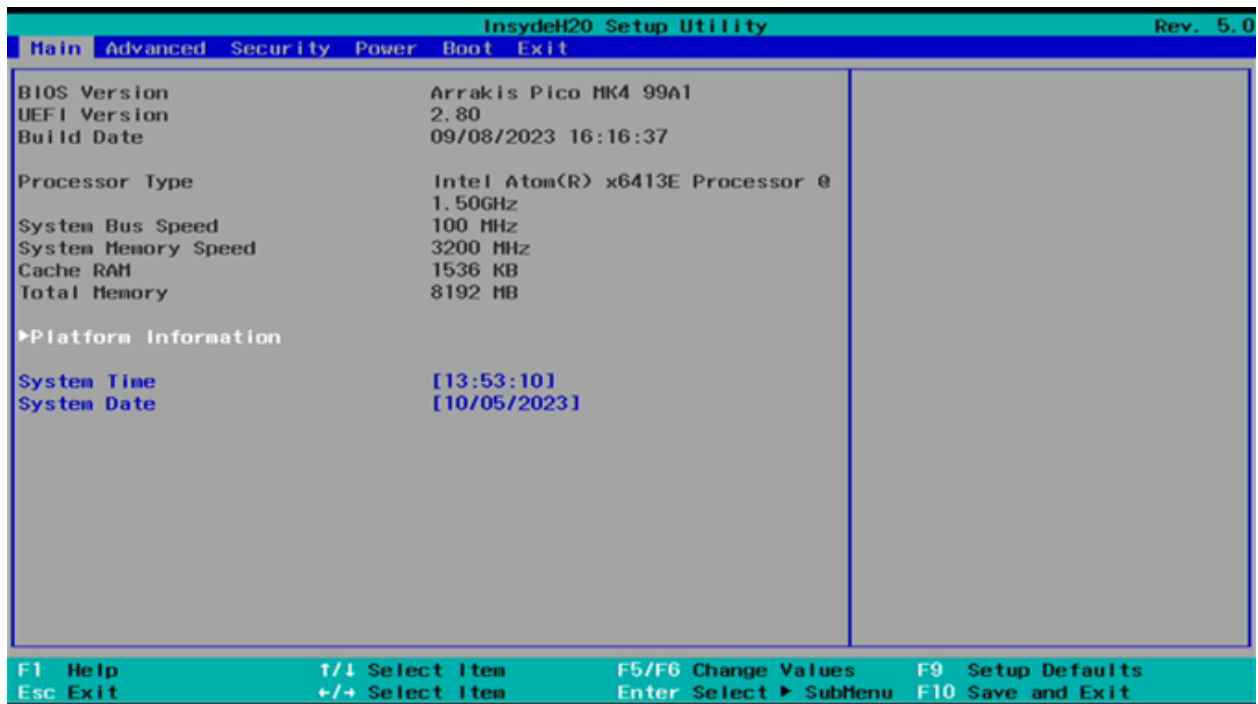 InsydeH20 Setup Utility Rev. 5.0
Main Advanced Security Power Boot Exit
BIOS Version Arrakis Pico MK4 99A1
UEFI Version 2.80
Build Date 09/08/2023 16:16:37
Processor Type Intel Atom(R) x6413E Processor @
1.50GHz
System Bus Speed 100 MHz
System Memory Speed 3200 MHz
Cache RAM 1536 KB
Total Memory 8192 MB
▶Platform Information
System Time [13:53:10]
System Date [10/05/2023]
F1 Help ↑/↓ Select Item F5/F6 Change Values F9 Setup Defaults
Esc Exit ←/→ Select Item Enter Select ▶ SubMenu F10 Save and Exit